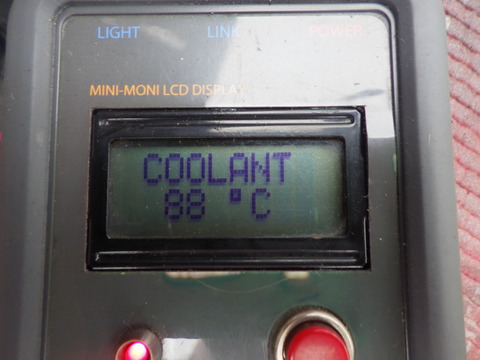 LIGHT LINK POWER
MINI-MONI LCD DISPLAY
COOLANT
88 °C